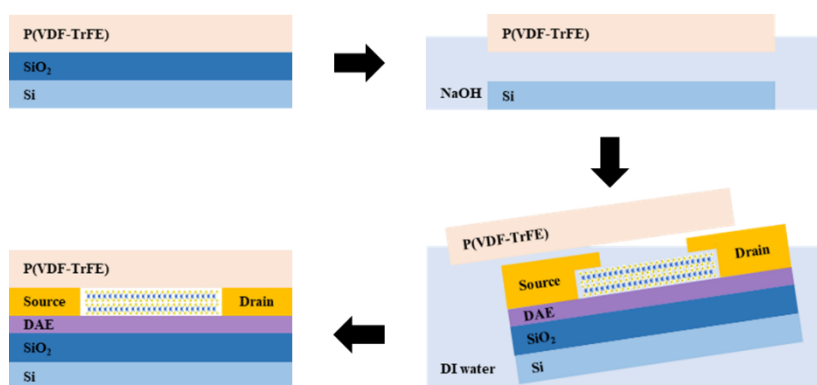 P(VDF-TrFE)
SiO₂
Si
P(VDF-TrFE)
NaOH
Si
P(VDF-TrFE)
Source
Drain
DAE
SiO₂
Si
DI water
P(VDF-TrFE)
Source
Drain
DAE
SiO₂
Si